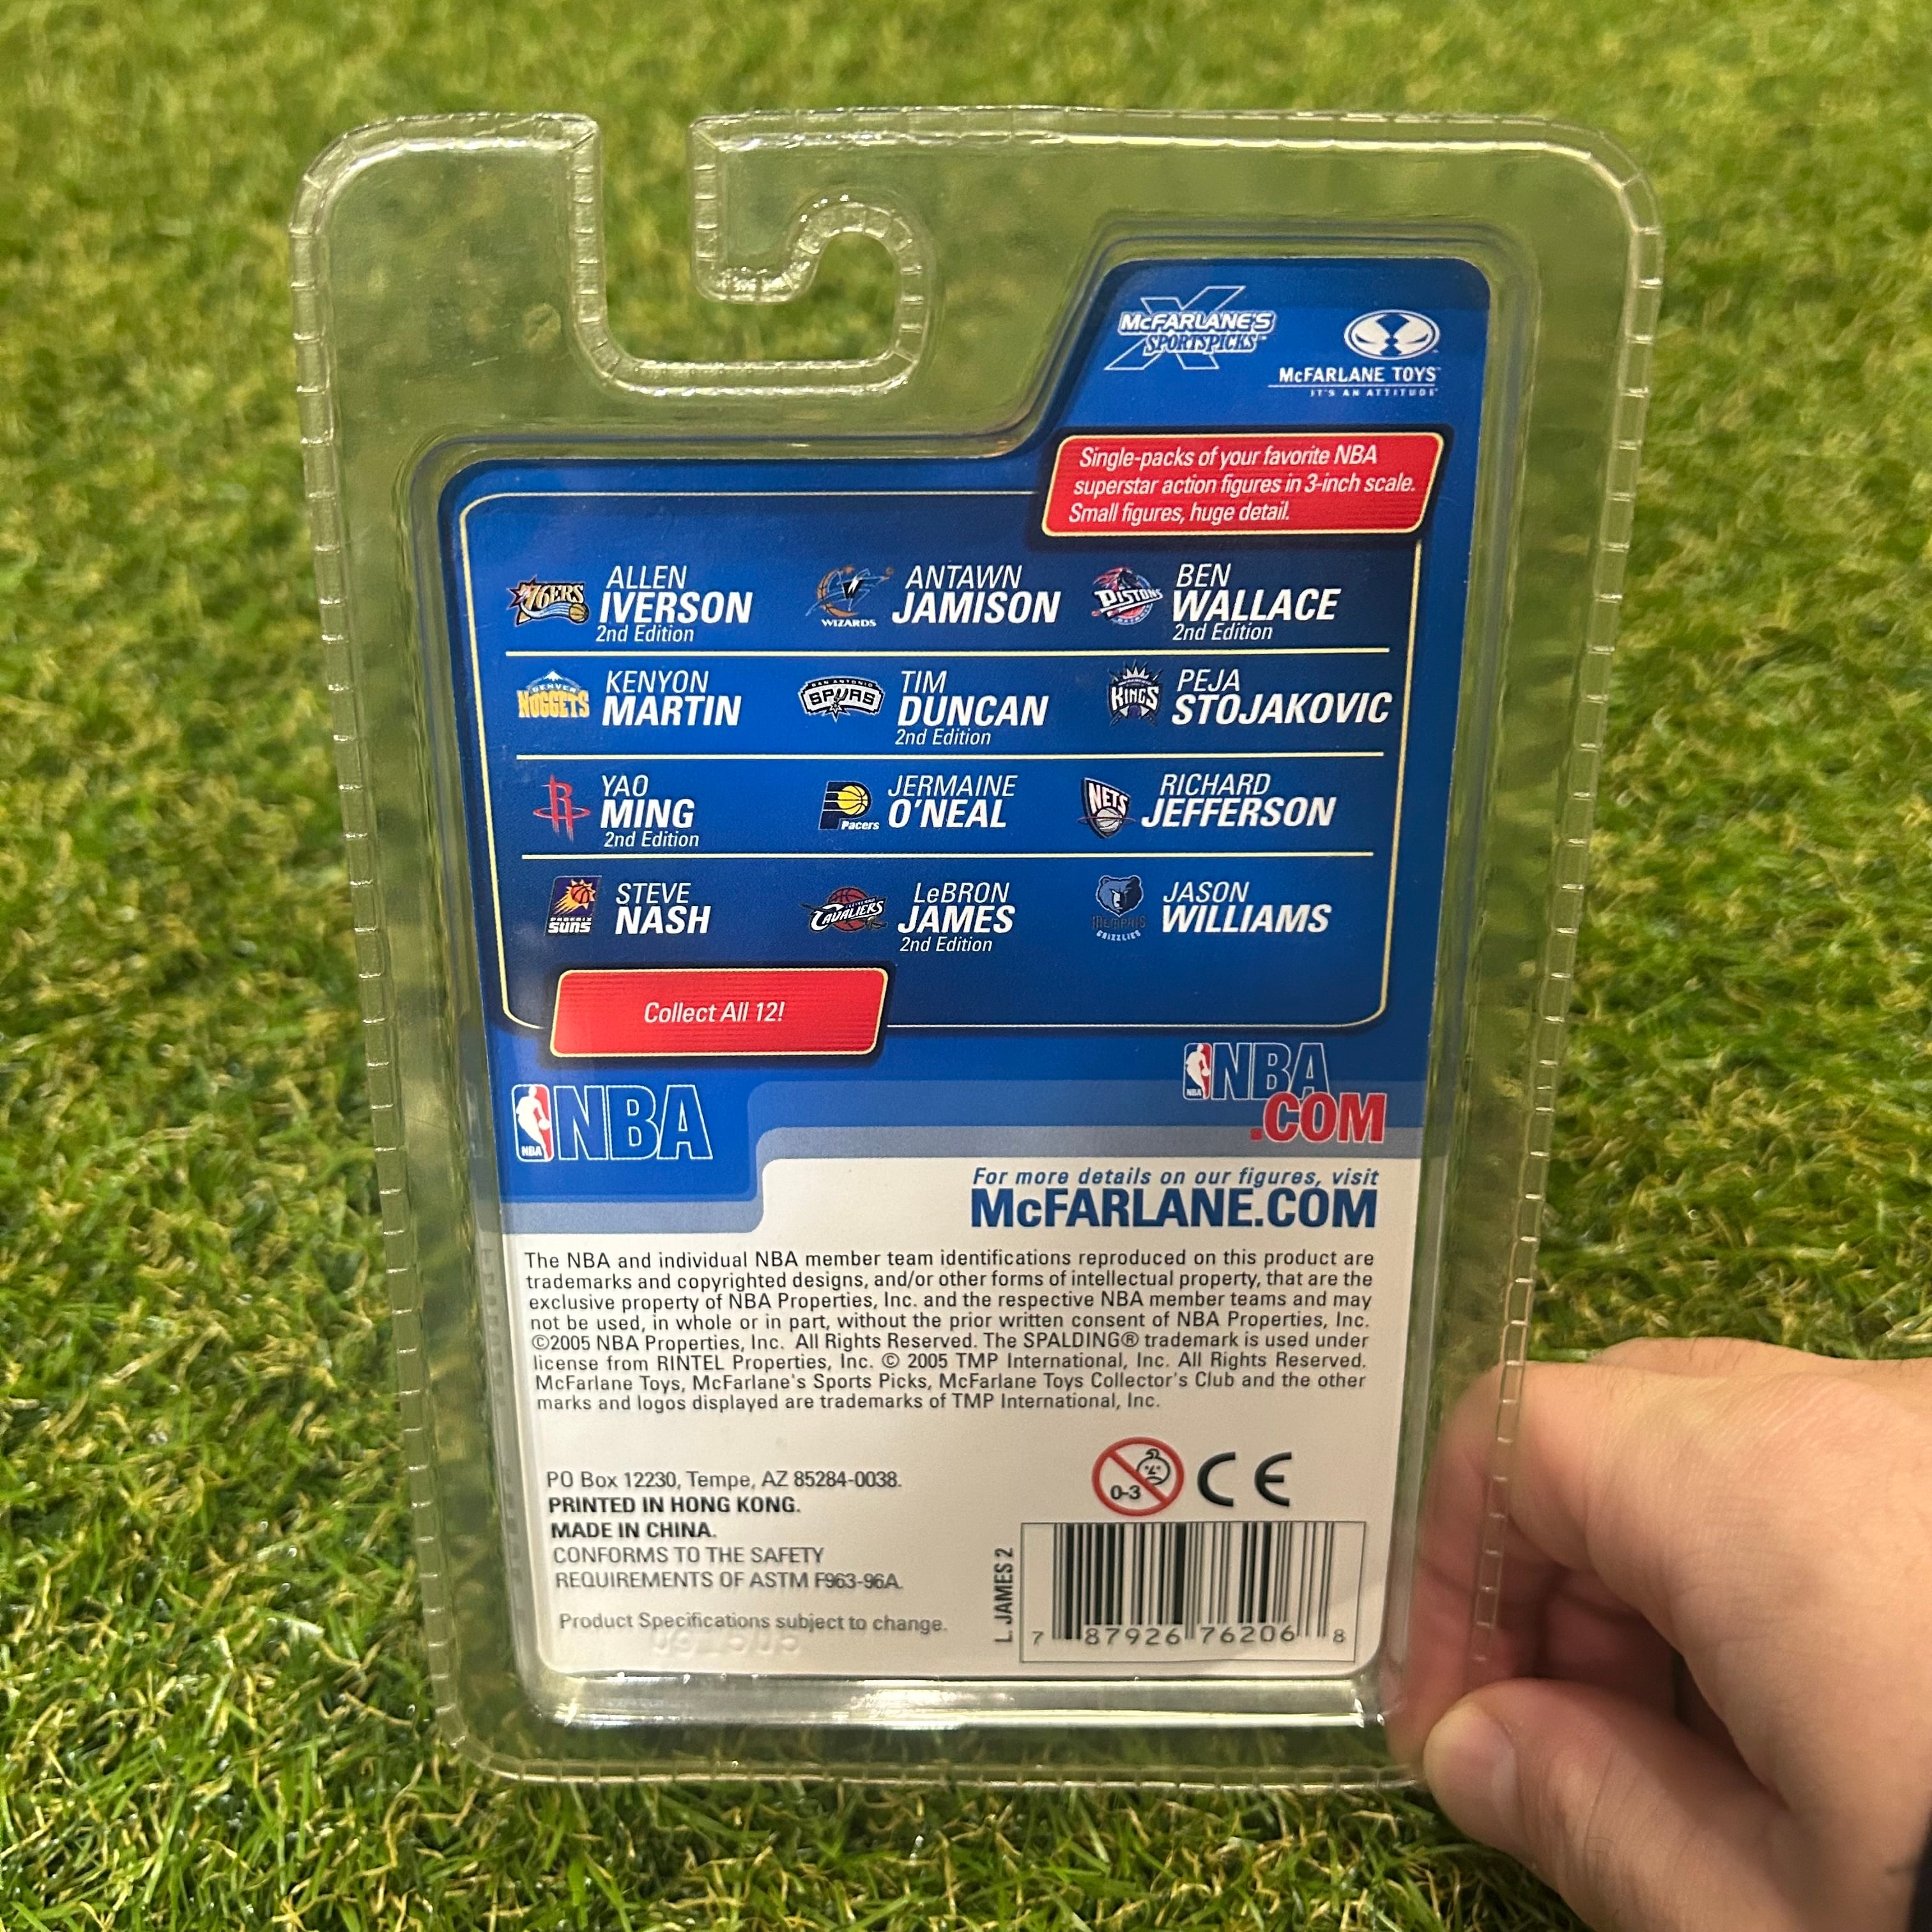 McFARLANE'S
SPORTSPICKS™
McFARLANE TOYS™
IT'S AN ATTITUDE™
Single-packs of your favorite NBA
superstar action figures in 3-inch scale.
Small figures, huge detail.
76ERS
ALLEN
IVERSON
2nd Edition
WIZARDS
ANTAWN
JAMISON
PISTONS
BEN
WALLACE
2nd Edition
DENVER
NUGGETS
KENYON
MARTIN
SAN ANTONIO
SPURS
TIM
DUNCAN
2nd Edition
KINGS
PEJA
STOJAKOVIC
R
YAO
MING
2nd Edition
Pacers
JERMAINE
O'NEAL
NETS
RICHARD
JEFFERSON
PHOENIX
SUNS
STEVE
NASH
CAVALIERS
LeBRON
JAMES
2nd Edition
MEMPHIS
GRIZZLIES
JASON
WILLIAMS
Collect All 12!
NBA
NBA
NBA
NBA
.COM
For more details on our figures, visit
McFARLANE.COM
The NBA and individual NBA member team identifications reproduced on this product are
trademarks and copyrighted designs, and/or other forms of intellectual property, that are the
exclusive property of NBA Properties, Inc. and the respective NBA member teams and may
not be used, in whole or in part, without the prior written consent of NBA Properties, Inc.
©2005 NBA Properties, Inc. All Rights Reserved. The SPALDING® trademark is used under
license from RINTEL Properties, Inc. © 2005 TMP International, Inc. All Rights Reserved.
McFarlane Toys, McFarlane's Sports Picks, McFarlane Toys Collector's Club and the other
marks and logos displayed are trademarks of TMP International, Inc.
PO Box 12230, Tempe, AZ 85284-0038.
PRINTED IN HONG KONG.
MADE IN CHINA.
CONFORMS TO THE SAFETY
REQUIREMENTS OF ASTM F963-96A.
Product Specifications subject to change.
0-3
CE
L JAMES 2
7 87926 76206 8